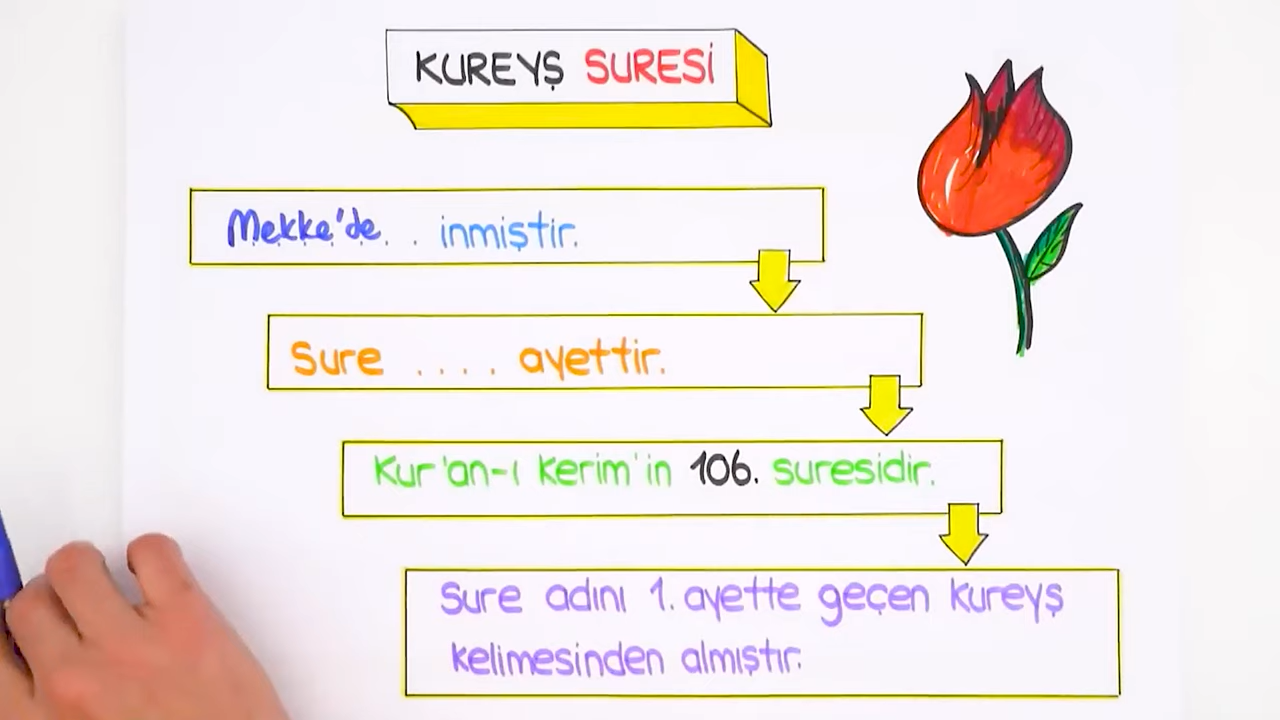 KUREYŞ SURESİ
Mekke'de. . inmiştir.
Sure . . . . ayettir.
Kur'an-ı Kerim'in 106. suresidir.
Sure adını 1. ayette geçen Kureyş
kelimesinden almıştır.